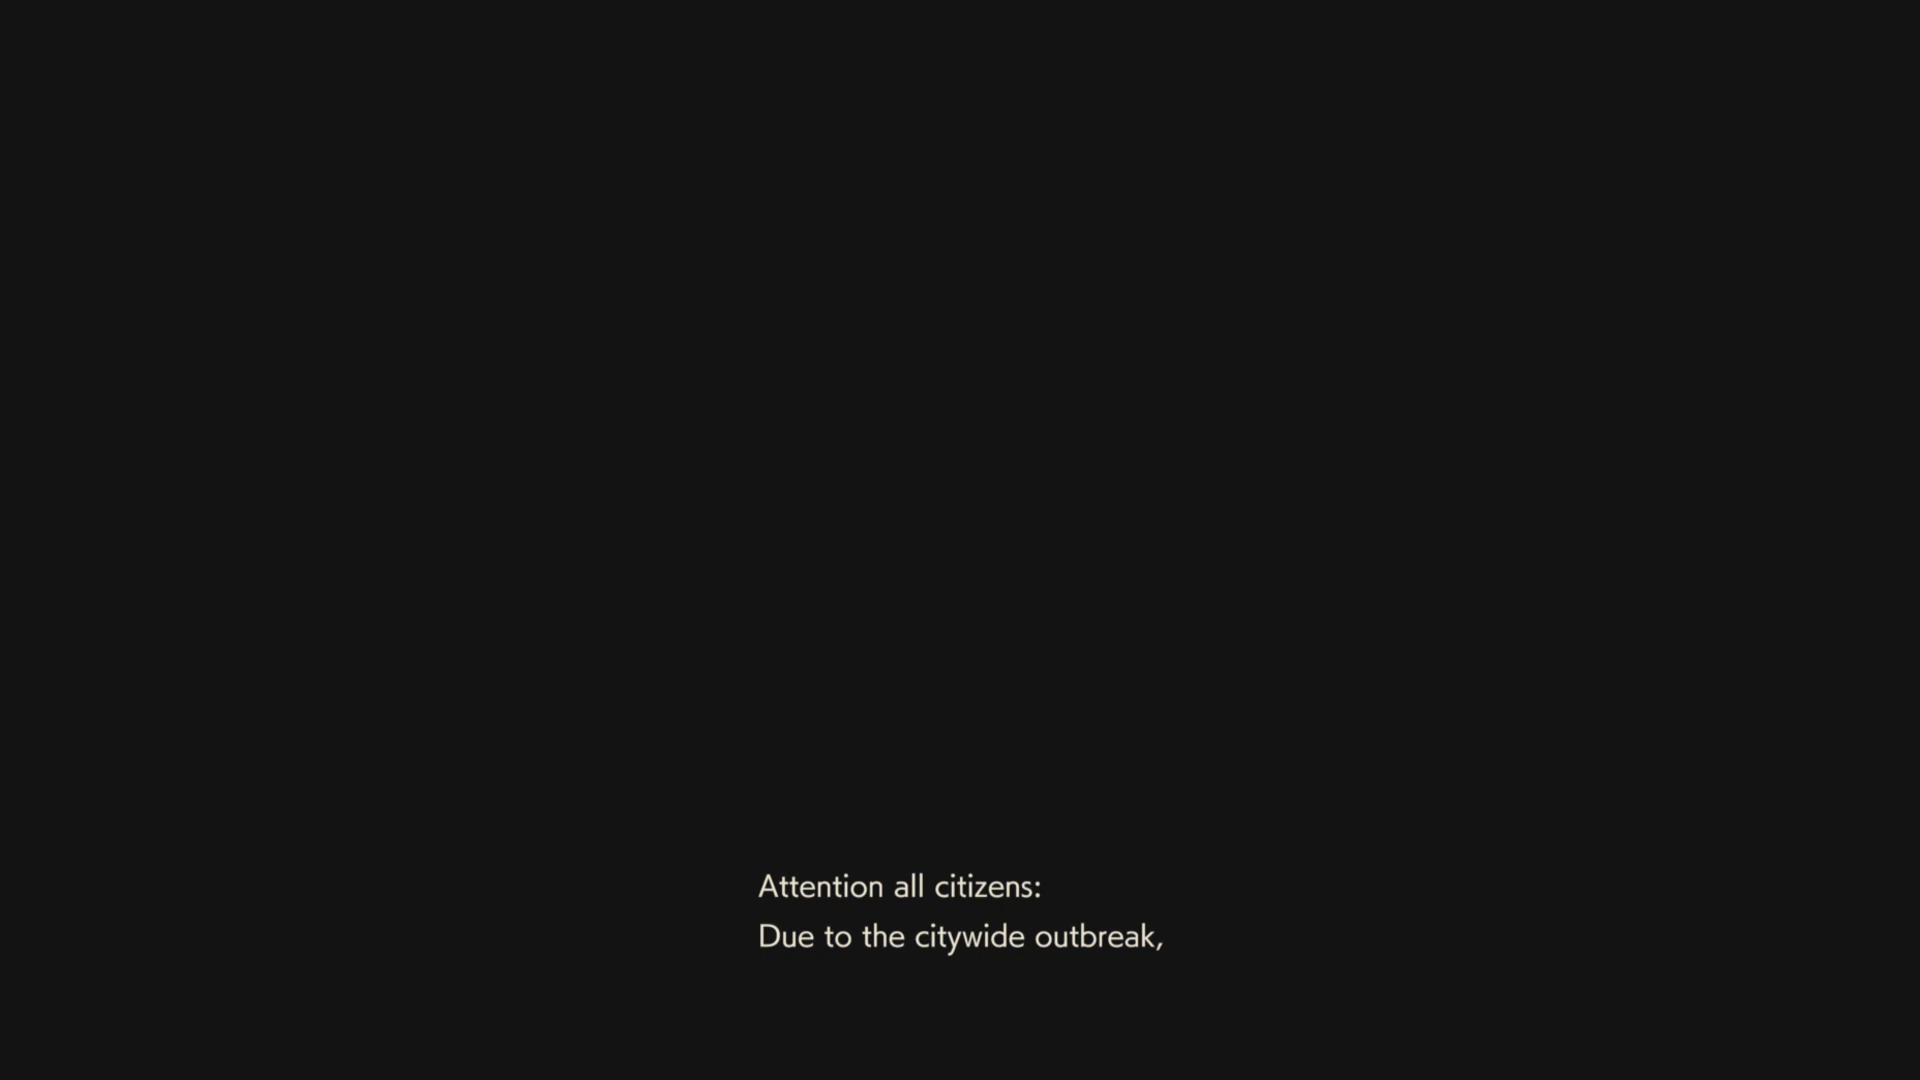 Attention all citizens:
Due to the citywide outbreak,